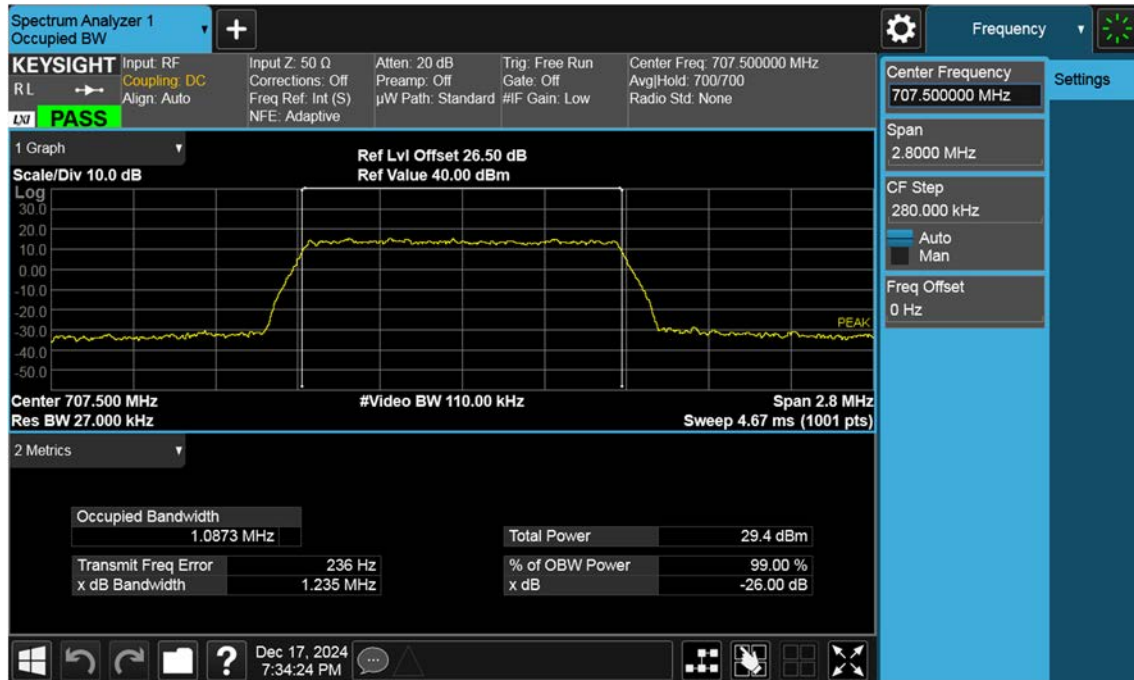 Spectrum Analyzer 1
Occupied BW
+
Frequency
KEYSIGHT
R L
LXI PASS
Input: RF
Coupling: DC
Align: Auto
Input Z: 50 Ω
Corrections: Off
Freq Ref: Int (S)
NFE: Adaptive
Atten: 20 dB
Preamp: Off
µW Path: Standard
Trig: Free Run
Gate: Off
#IF Gain: Low
Center Freq: 707.500000 MHz
Avg|Hold: 700/700
Radio Std: None
Center Frequency
707.500000 MHz
Settings
Span
2.8000 MHz
CF Step
280.000 kHz
Auto
Man
Freq Offset
0 Hz
1 Graph
Ref Lvl Offset 26.50 dB
Scale/Div 10.0 dB
Ref Value 40.00 dBm
Log
30.0
20.0
10.0
0.00
-10.0
-20.0
-30.0
-40.0
-50.0
PEAK
Center 707.500 MHz
#Video BW 110.00 kHz
Span 2.8 MHz
Res BW 27.000 kHz
Sweep 4.67 ms (1001 pts)
2 Metrics
Occupied Bandwidth
1.0873 MHz
Total Power 29.4 dBm
Transmit Freq Error 236 Hz
% of OBW Power 99.00 %
x dB Bandwidth 1.235 MHz
x dB -26.00 dB
?
Dec 17, 2024
7:34:24 PM